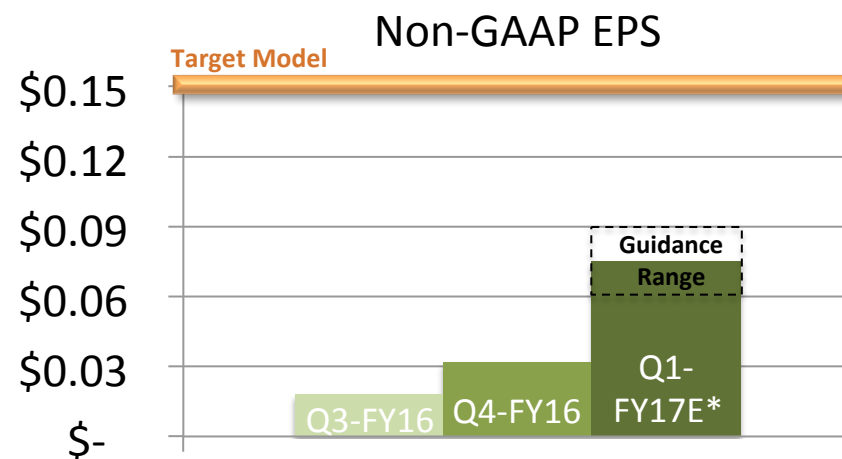 Non-GAAP EPS
Target Model
$0.15
$0.12
$0.09
$0.06
$0.03
$-
Guidance
Range
Q3-FY16
Q4-FY16
Q1-
FY17E*